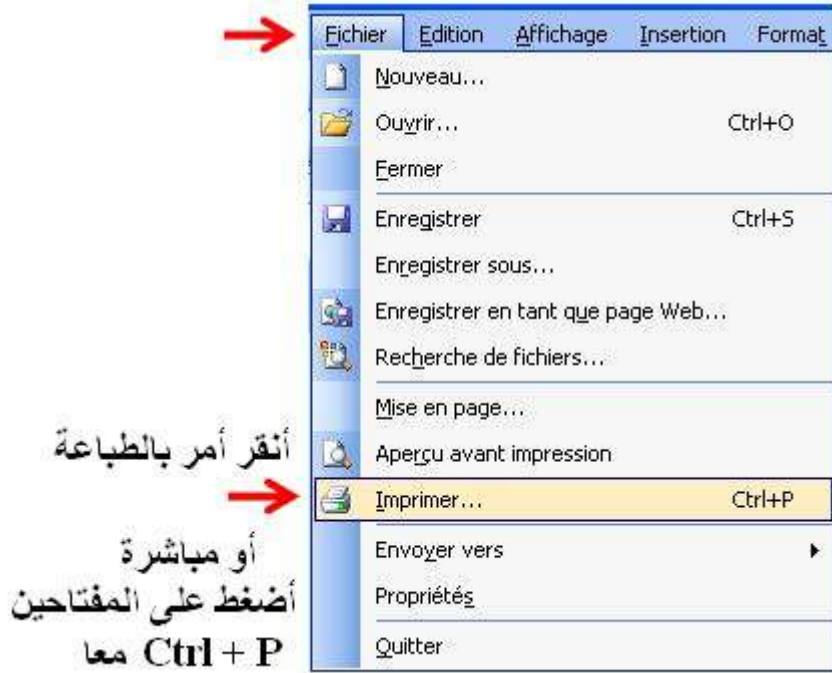 Fichier Edition Affichage Insertion Format
Nouveau...
Ouvrir... Ctrl+O
Fermer
Enregistrer Ctrl+S
Enregistrer sous...
Enregistrer en tant que page Web...
Recherche de fichiers...
Mise en page...
Aperçu avant impression
Imprimer... Ctrl+P
Envoyer vers
Propriétés
Quitter
أنقر أمر بالطباعة
أو مباشرة
أضغط على المفتاحين
Ctrl + P معا